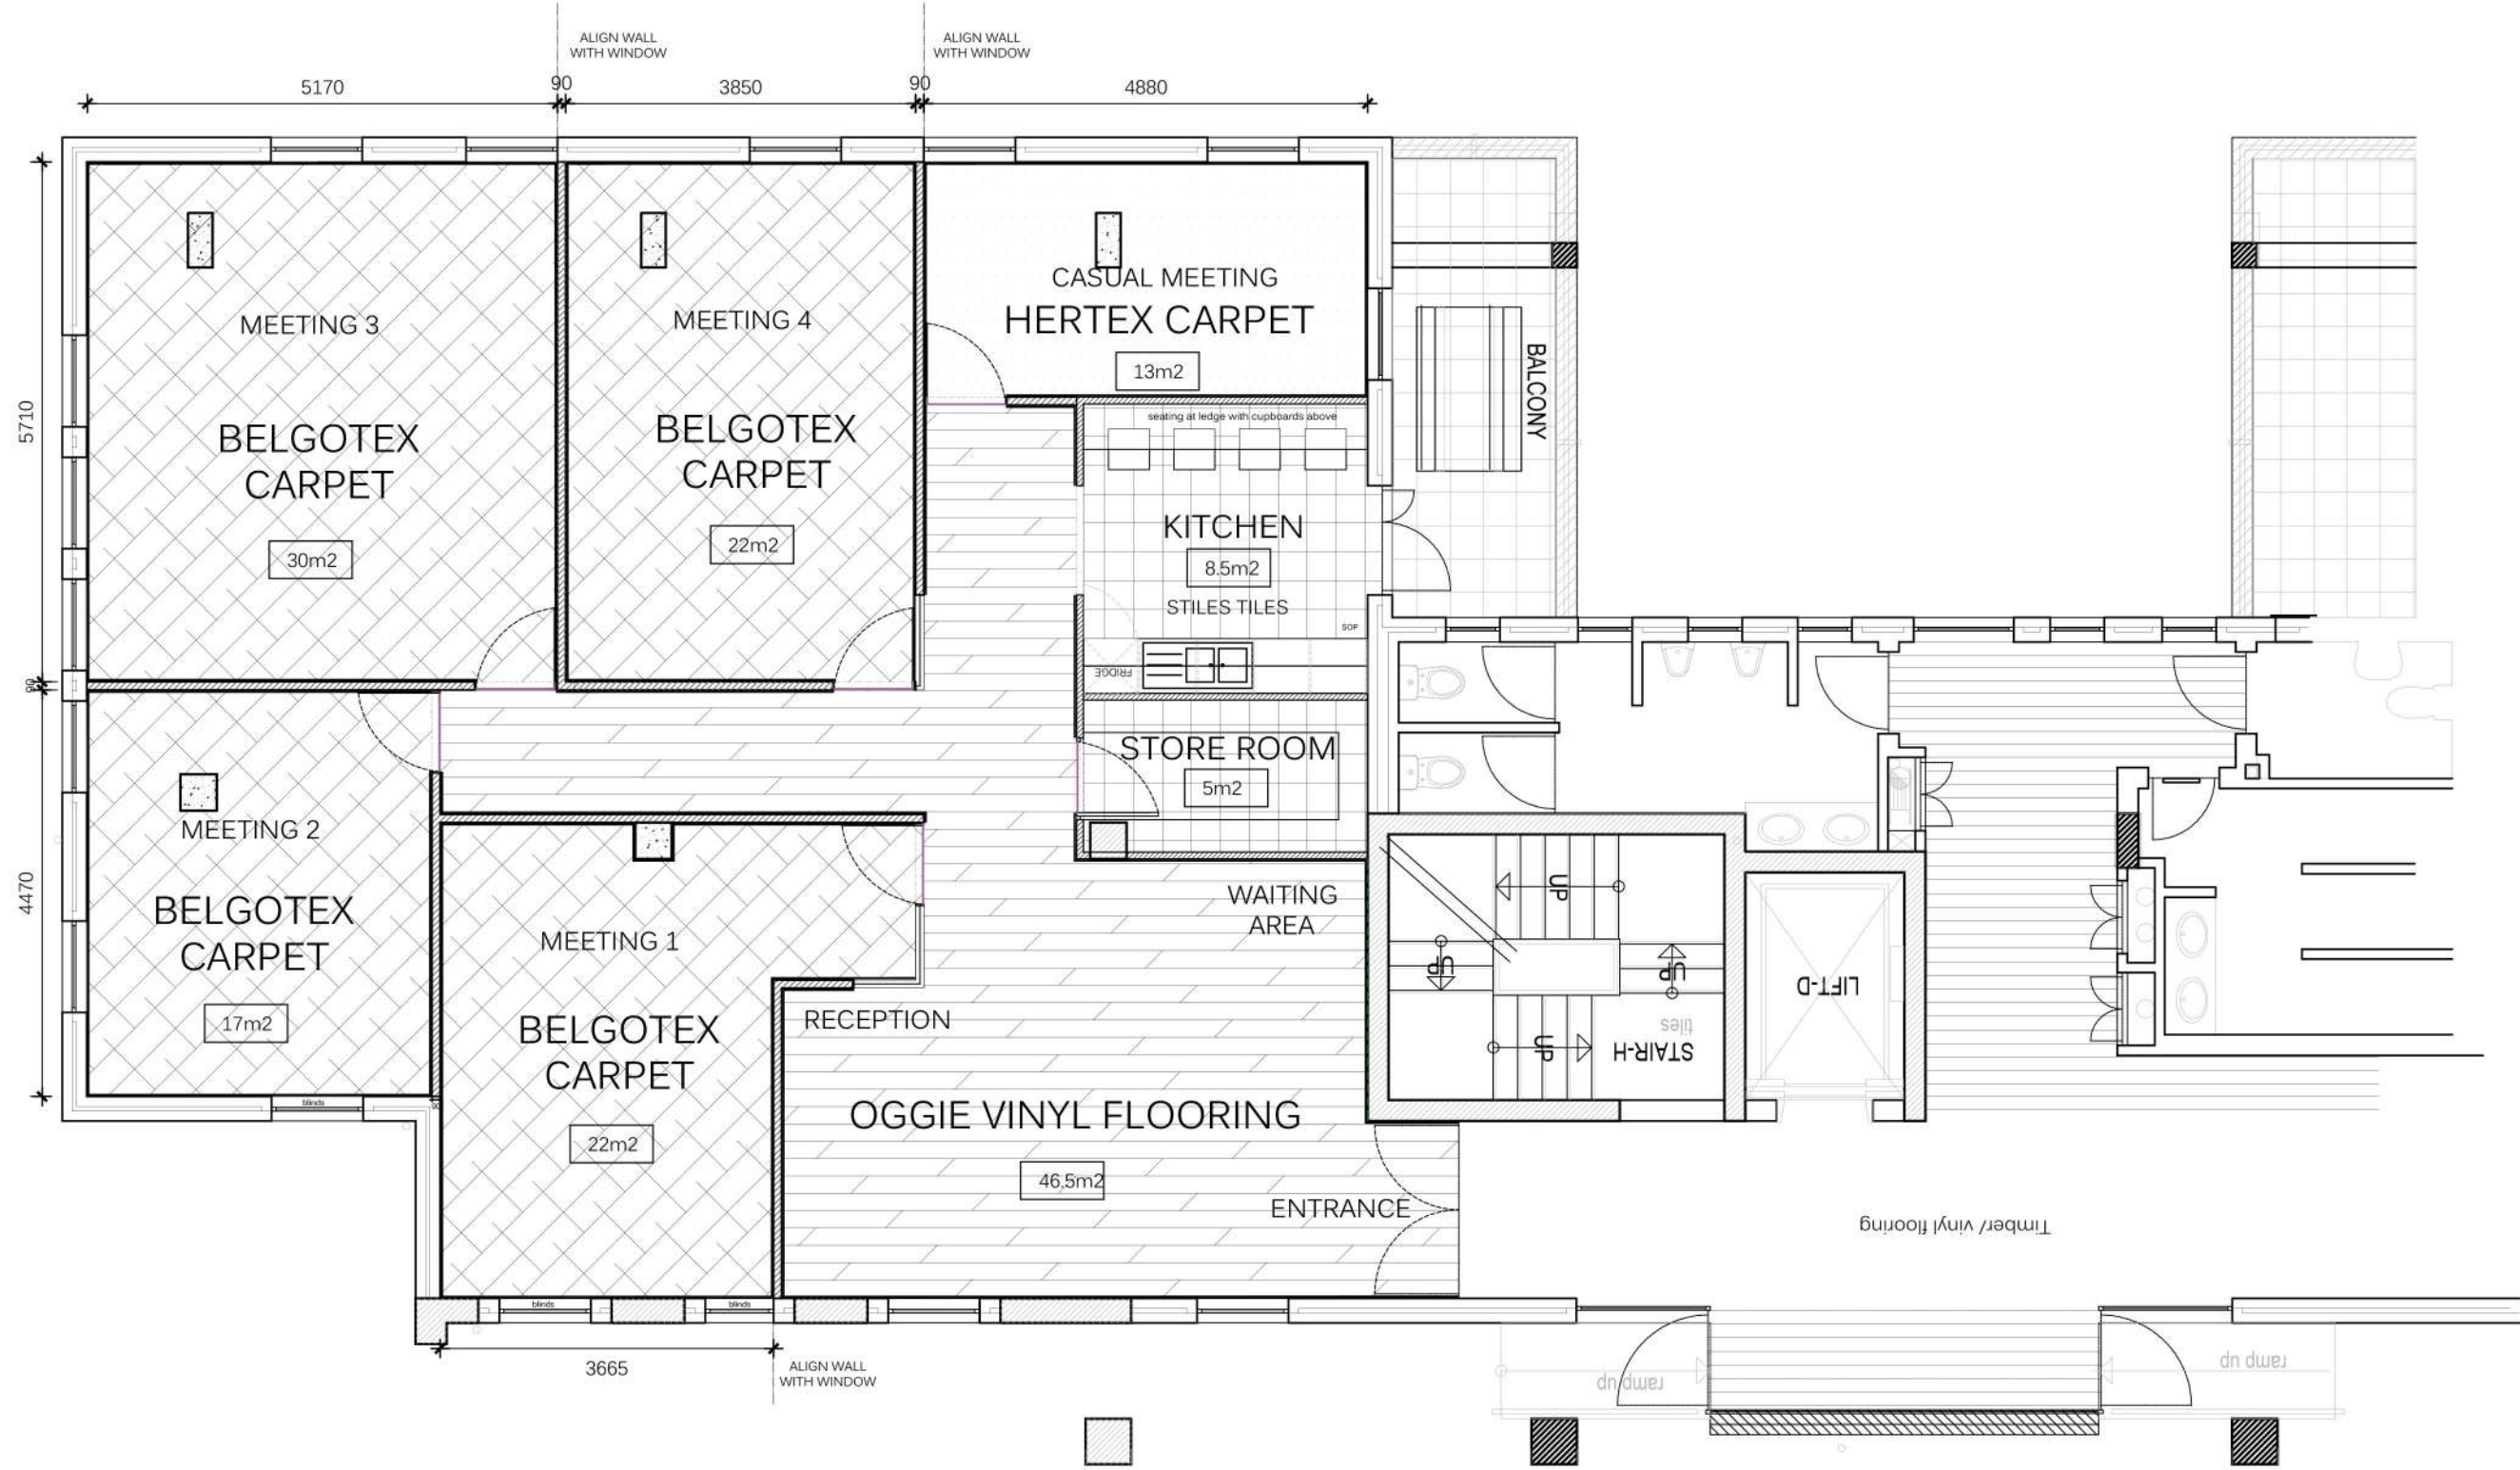 ALIGN WALL
WITH WINDOW
ALIGN WALL
WITH WINDOW
5170
90
3850
90
4880
5710
90
4470
MEETING 3
BELGOTEX
CARPET
30m2
MEETING 4
BELGOTEX
CARPET
22m2
CASUAL MEETING
HERTEX CARPET
13m2
seating at ledge with cupboards above
KITCHEN
8.5m2
STILES TILES
SOP
FRIDGE
BALCONY
STORE ROOM
5m2
MEETING 2
BELGOTEX
CARPET
17m2
blinds
MEETING 1
BELGOTEX
CARPET
22m2
WAITING
AREA
RECEPTION
OGGIE VINYL FLOORING
46.5m2
ENTRANCE
UP
UP
UP
UP
tiles
STAIR-H
LIFT-D
Timber/ vinyl flooring
blinds
blinds
3665
ALIGN WALL
WITH WINDOW
ramp up
ramp up